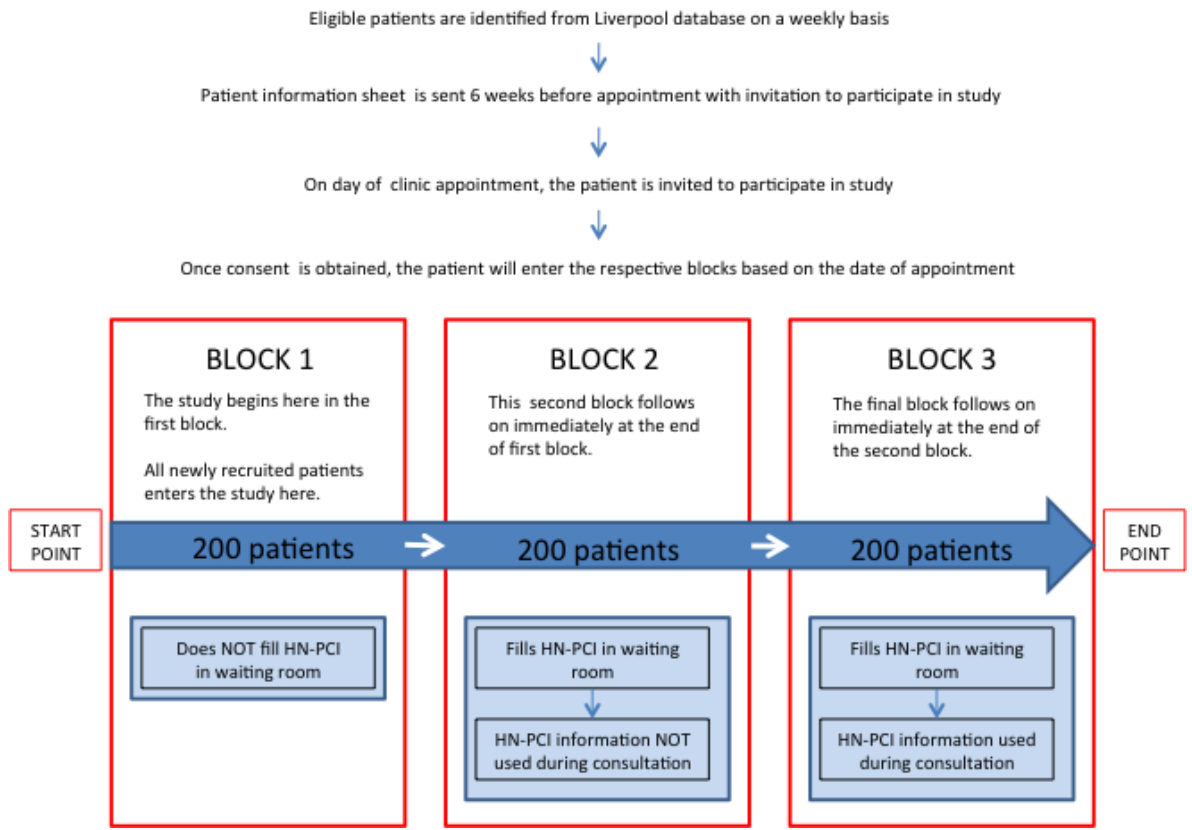 Eligible patients are identified from Liverpool database on a weekly basis
Patient information sheet is sent 6 weeks before appointment with invitation to participate in study
On day of clinic appointment, the patient is invited to participate in study
Once consent is obtained, the patient will enter the respective blocks based on the date of appointment
BLOCK 1
The study begins here in the
first block.
All newly recruited patients
enters the study here.
BLOCK 2
This second block follows
on immediately at the end
of first block.
BLOCK 3
The final block follows on
immediately at the end of
the second block.
START
POINT
200 patients
200 patients
200 patients
END
POINT
Does NOT fill HN-PCI
in waiting room
Fills HN-PCI in waiting
room
HN-PCI information NOT
used during consultation
Fills HN-PCI in waiting
room
HN-PCI information used
during consultation